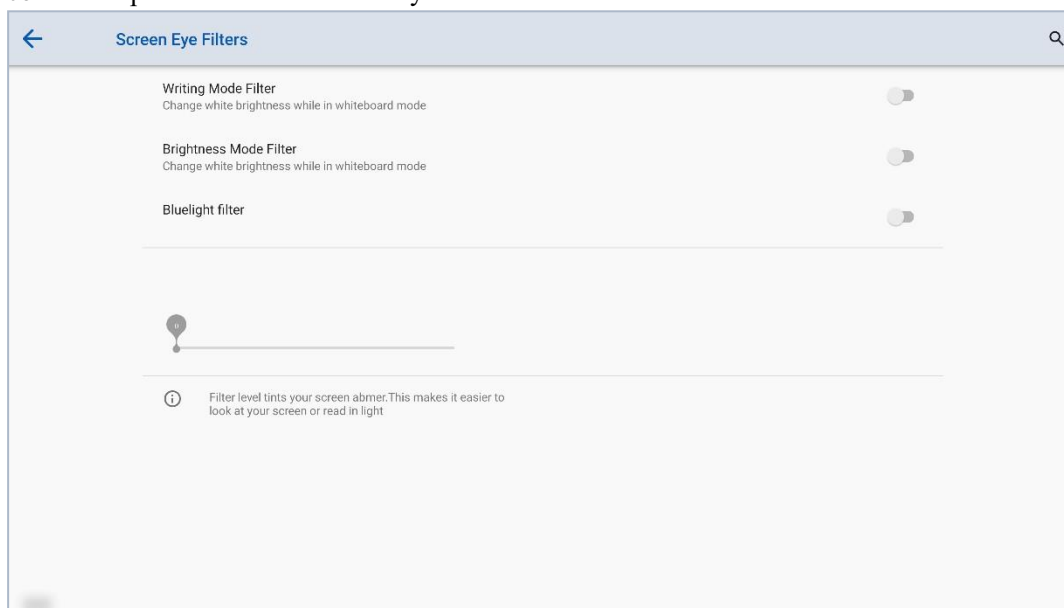 Screen Eye Filters
Writing Mode Filter
Change white brightness while in whiteboard mode
Brightness Mode Filter
Change white brightness while in whiteboard mode
Bluelight filter
0
Filter level tints your screen abmer.This makes it easier to
look at your screen or read in light